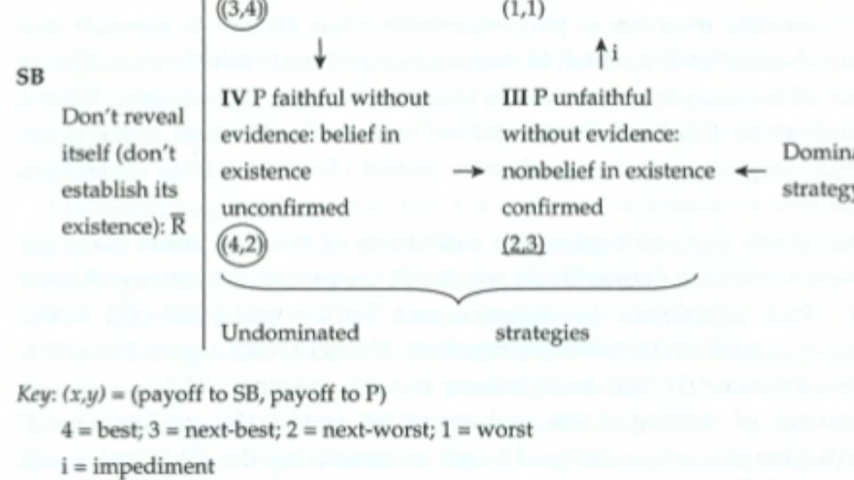 (3,4) (1,1)
i
SB
IV P faithful without III P unfaithful
Don't reveal evidence: belief in without evidence:
itself (don't existence nonbelief in existence
establish its unconfirmed confirmed
existence): R̅ (4,2) (2,3)
strategy
Undominated strategies
Key: (x,y) = (payoff to SB, payoff to P)
4 = best; 3 = next-best; 2 = next-worst; 1 = worst
i = impediment